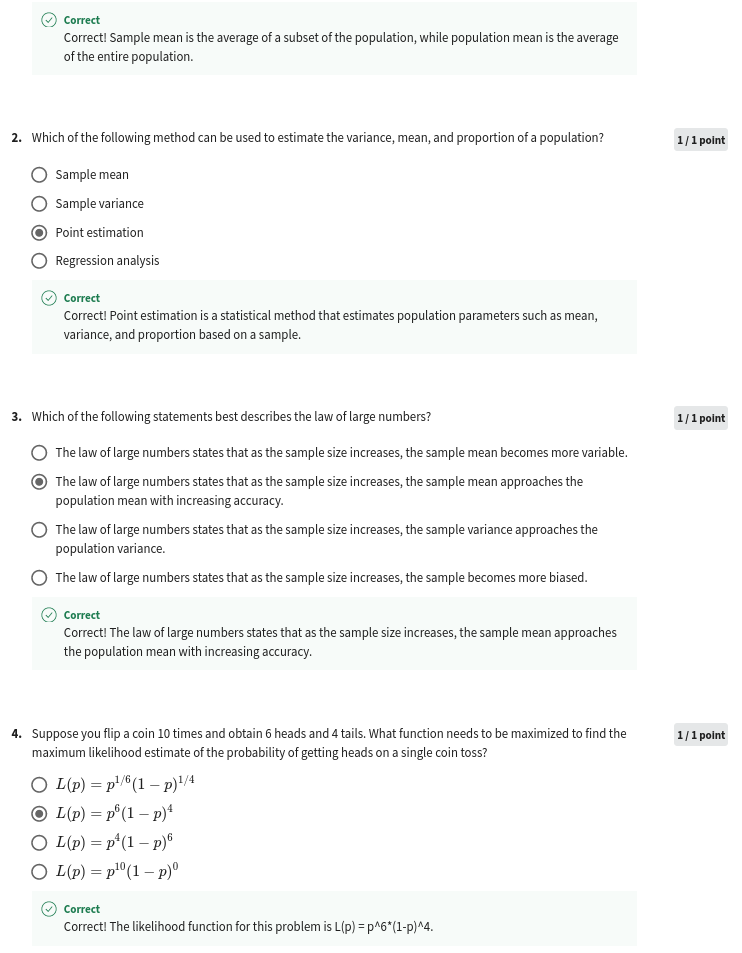 Correct
Correct! Sample mean is the average of a subset of the population, while population mean is the average
of the entire population.
2. Which of the following method can be used to estimate the variance, mean, and proportion of a population?
1 / 1 point
Sample mean
Sample variance
Point estimation
Regression analysis
Correct
Correct! Point estimation is a statistical method that estimates population parameters such as mean,
variance, and proportion based on a sample.
3. Which of the following statements best describes the law of large numbers?
1 / 1 point
The law of large numbers states that as the sample size increases, the sample mean becomes more variable.
The law of large numbers states that as the sample size increases, the sample mean approaches the
population mean with increasing accuracy.
The law of large numbers states that as the sample size increases, the sample variance approaches the
population variance.
The law of large numbers states that as the sample size increases, the sample becomes more biased.
Correct
Correct! The law of large numbers states that as the sample size increases, the sample mean approaches
the population mean with increasing accuracy.
4. Suppose you flip a coin 10 times and obtain 6 heads and 4 tails. What function needs to be maximized to find the
1 / 1 point
maximum likelihood estimate of the probability of getting heads on a single coin toss?
L(p) = p^{1/6}(1 − p)^{1/4}
L(p) = p^6(1 − p)^4
L(p) = p^4(1 − p)^6
L(p) = p^{10}(1 − p)^0
Correct
Correct! The likelihood function for this problem is L(p) = p^6*(1-p)^4.